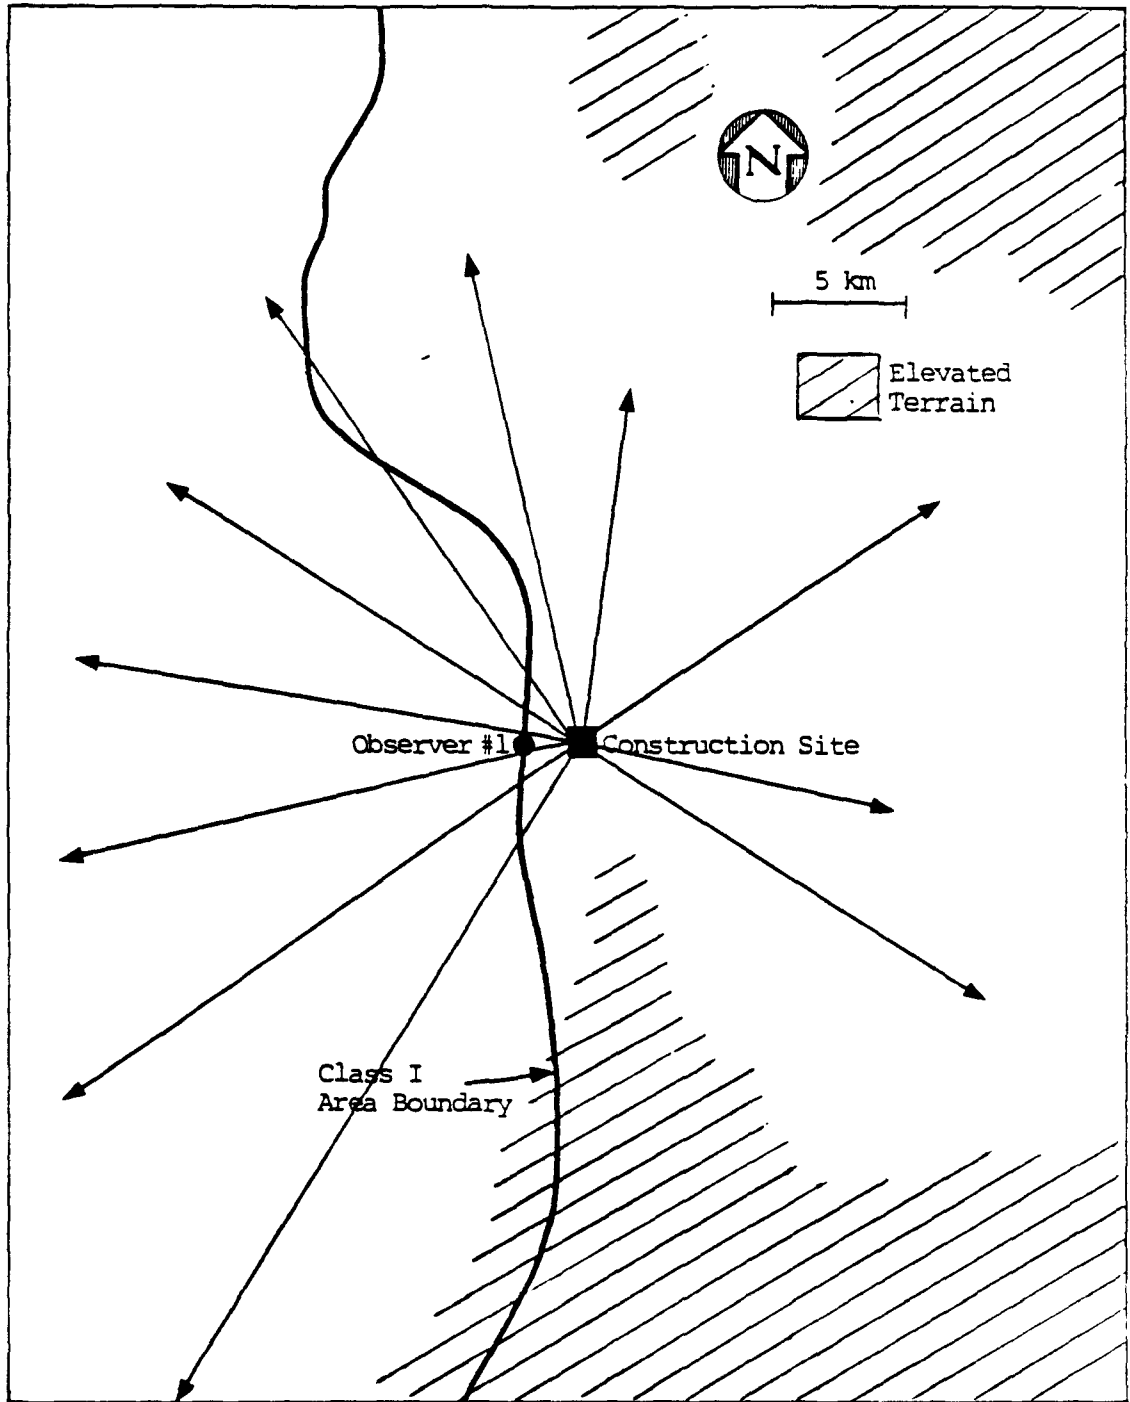 N
5 km
Elevated
Terrain
Observer #1
Construction Site
Class I
Area Boundary